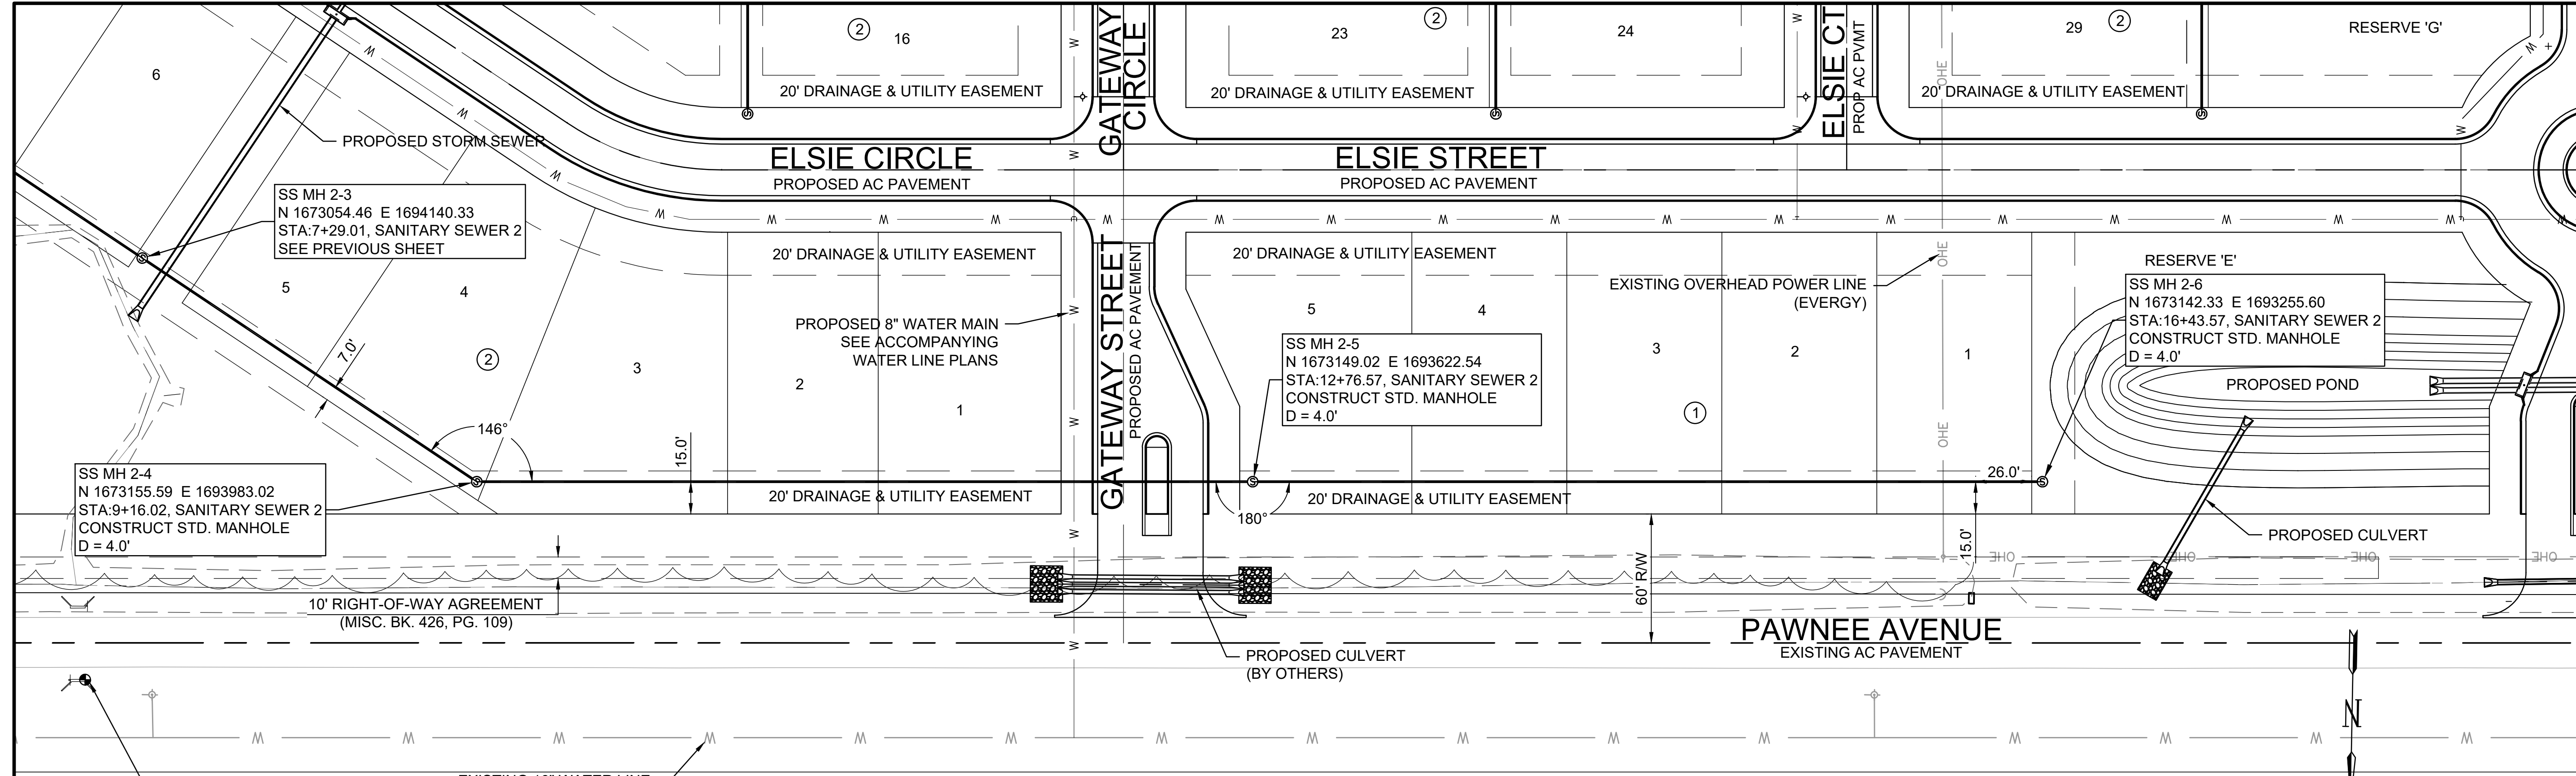 6
2
16
23
2
24
29
2
RESERVE 'G'
20' DRAINAGE & UTILITY EASEMENT
20' DRAINAGE & UTILITY EASEMENT
20' DRAINAGE & UTILITY EASEMENT
GATEWAY
CIRCLE
ELSIE CT
PROP AC PVMT
OHE
PROPOSED STORM SEWER
ELSIE CIRCLE
PROPOSED AC PAVEMENT
ELSIE STREET
PROPOSED AC PAVEMENT
SS MH 2-3
N 1673054.46 E 1694140.33
STA:7+29.01, SANITARY SEWER 2
SEE PREVIOUS SHEET
W W W W W W W W W W W W W W W
20' DRAINAGE & UTILITY EASEMENT
20' DRAINAGE & UTILITY EASEMENT
OHE
RESERVE 'E'
5
4
EXISTING OVERHEAD POWER LINE
(EVERGY)
SS MH 2-6
N 1673142.33 E 1693255.60
STA:16+43.57, SANITARY SEWER 2
CONSTRUCT STD. MANHOLE
D = 4.0'
7.0'
2
3
2
1
PROPOSED 8" WATER MAIN
SEE ACCOMPANYING
WATER LINE PLANS
GATEWAY STREET
PROPOSED AC PAVEMENT
5
4
SS MH 2-5
N 1673149.02 E 1693622.54
STA:12+76.57, SANITARY SEWER 2
CONSTRUCT STD. MANHOLE
D = 4.0'
3
2
1
1
PROPOSED POND
146°
15.0'
OHE
26.0'
SS MH 2-4
N 1673155.59 E 1693983.02
STA:9+16.02, SANITARY SEWER 2
CONSTRUCT STD. MANHOLE
D = 4.0'
20' DRAINAGE & UTILITY EASEMENT
180°
20' DRAINAGE & UTILITY EASEMENT
15.0'
PROPOSED CULVERT
OHE OHE OHE OHE
60' R/W
10' RIGHT-OF-WAY AGREEMENT
(MISC. BK. 426, PG. 109)
PAWNEE AVENUE
EXISTING AC PAVEMENT
PROPOSED CULVERT
(BY OTHERS)
N
W W W W W W W W W W W W W W W